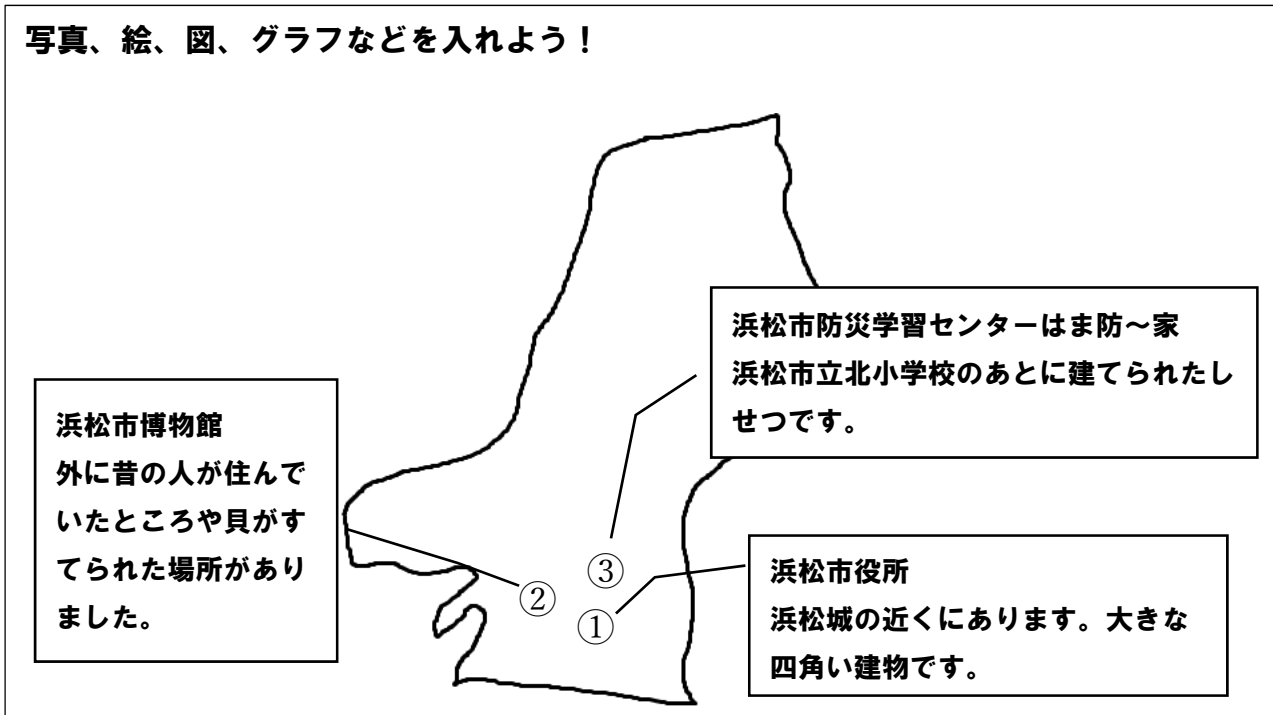 写真、絵、図、グラフなどを入れよう！
浜松市防災学習センターはま防～家
浜松市立北小学校のあとに建てられたし
せつです。
浜松市博物館
外に昔の人が住んで
いたところや貝がす
てられた場所があり
ました。
③
②
①
浜松市役所
浜松城の近くにあります。大きな
四角い建物です。